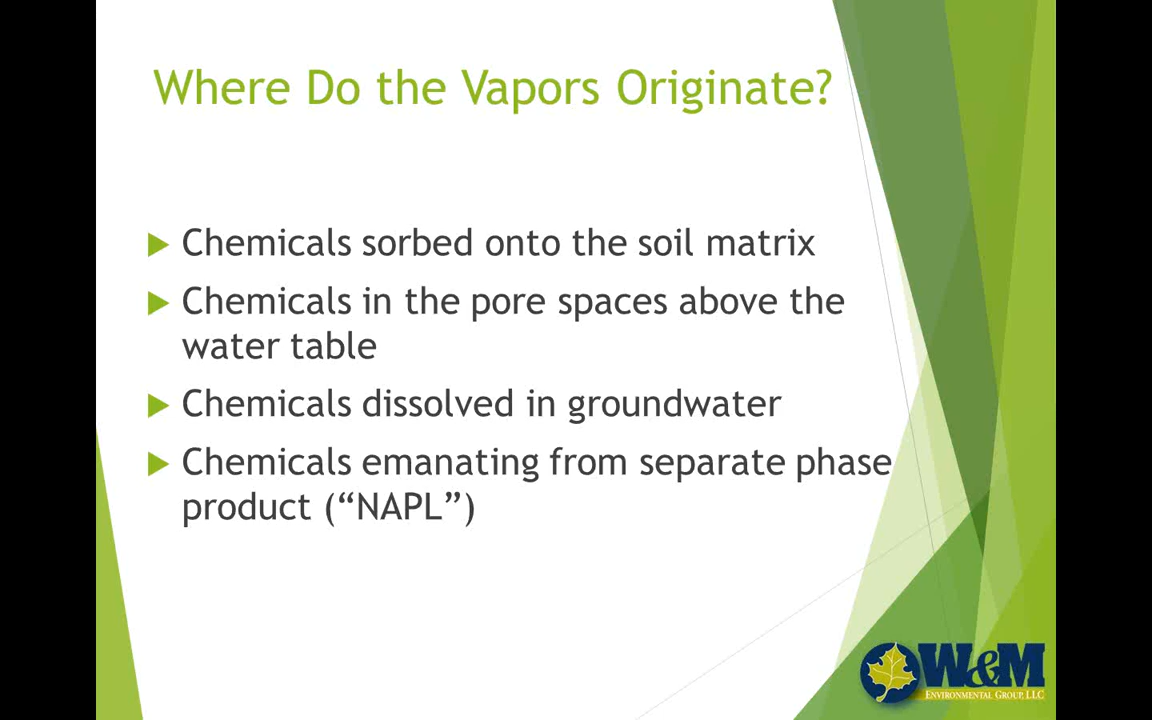 Where Do the Vapors Originate?
Chemicals sorbed onto the soil matrix
Chemicals in the pore spaces above the
water table
Chemicals dissolved in groundwater
Chemicals emanating from separate phase
product (“NAPL”)
W&M
ENVIRONMENTAL GROUP, LLC